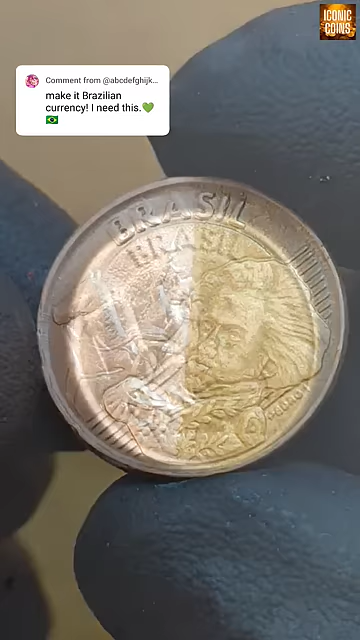 ICONIC
COINS
Comment from @abcdefghijk...
make it Brazilian
currency! I need this.💚
🇧🇷
BRASIL
BRASIL
PEDRO I